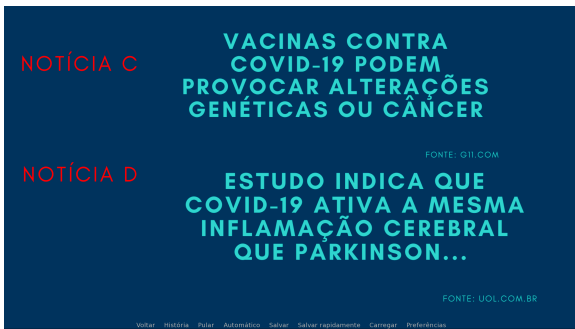 NOTÍCIA C
VACINAS CONTRA
COVID-19 PODEM
PROVOCAR ALTERAÇÕES
GENÉTICAS OU CÂNCER
FONTE: G11.COM
NOTÍCIA D
ESTUDO INDICA QUE
COVID-19 ATIVA A MESMA
INFLAMAÇÃO CEREBRAL
QUE PARKINSON...
FONTE: UOL.COM.BR
Voltar História Pular Automático Salvar Salvar rapidamente Carregar Preferências